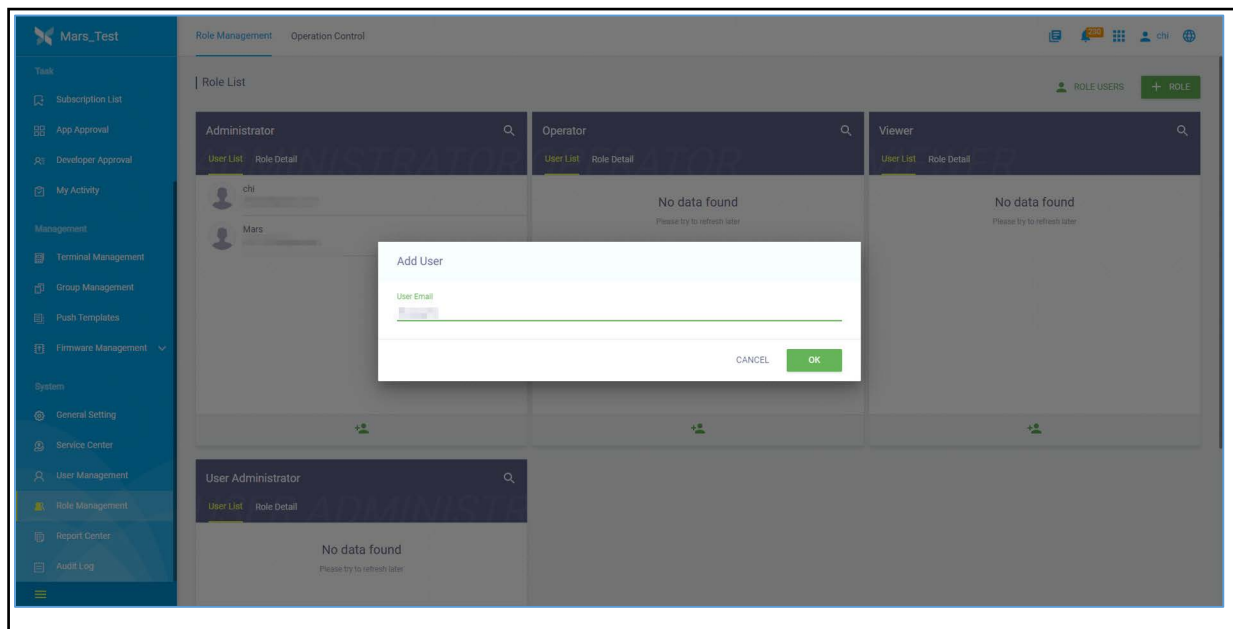 Mars_Test
Role Management Operation Control
chi
Task
Subscription List
App Approval
Developer Approval
My Activity
Management
Terminal Management
Group Management
Push Templates
Firmware Management
System
General Setting
Service Center
User Management
Role Management
Report Center
Audit Log
Role List
ROLE USERS
+ ROLE
Administrator
User List Role Detail
chi
Mars
Operator
User List Role Detail
No data found
Please try to refresh later
Viewer
User List Role Detail
No data found
Please try to refresh later
Add User
User Email
CANCEL OK
User Administrator
User List Role Detail
No data found
Please try to refresh later